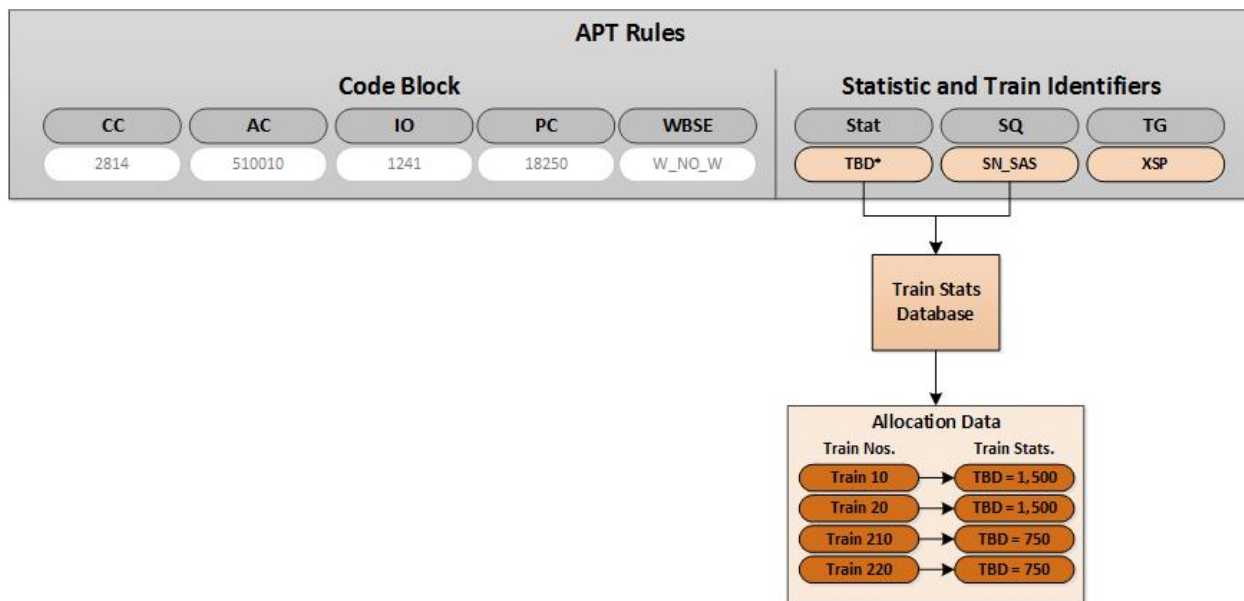 APT Rules
Code Block
Statistic and Train Identifiers
CC AC IO PC WBSE Stat SQ TG
2814 510010 1241 18250 W_NO_W TBD* SN_SAS XSP
Train Stats
Database
Allocation Data
Train Nos. Train Stats.
Train 10 TBD = 1,500
Train 20 TBD = 1,500
Train 210 TBD = 750
Train 220 TBD = 750